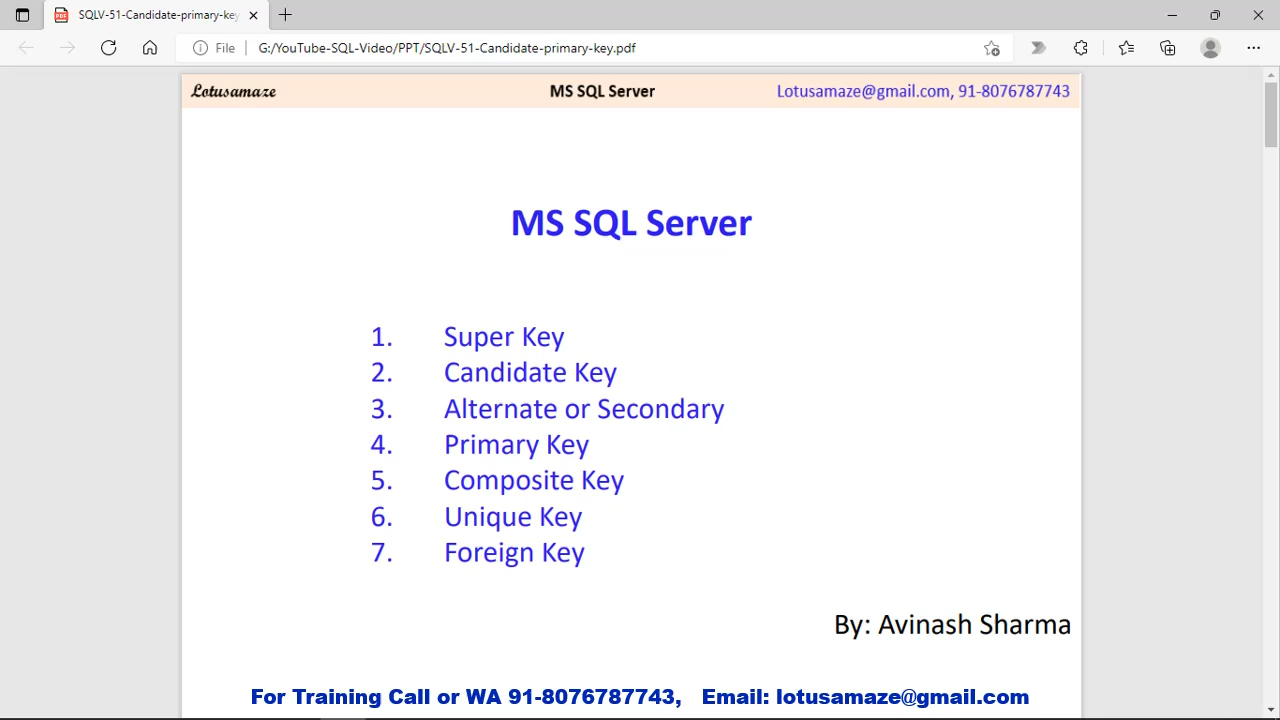 SQLV-51-Candidate-primary-key
File G:/YouTube-SQL-Video/PPT/SQLV-51-Candidate-primary-key.pdf
Lotusamaze MS SQL Server Lotusamaze@gmail.com, 91-8076787743
MS SQL Server
1. Super Key
2. Candidate Key
3. Alternate or Secondary
4. Primary Key
5. Composite Key
6. Unique Key
7. Foreign Key
By: Avinash Sharma
For Training Call or WA 91-8076787743, Email: lotusamaze@gmail.com